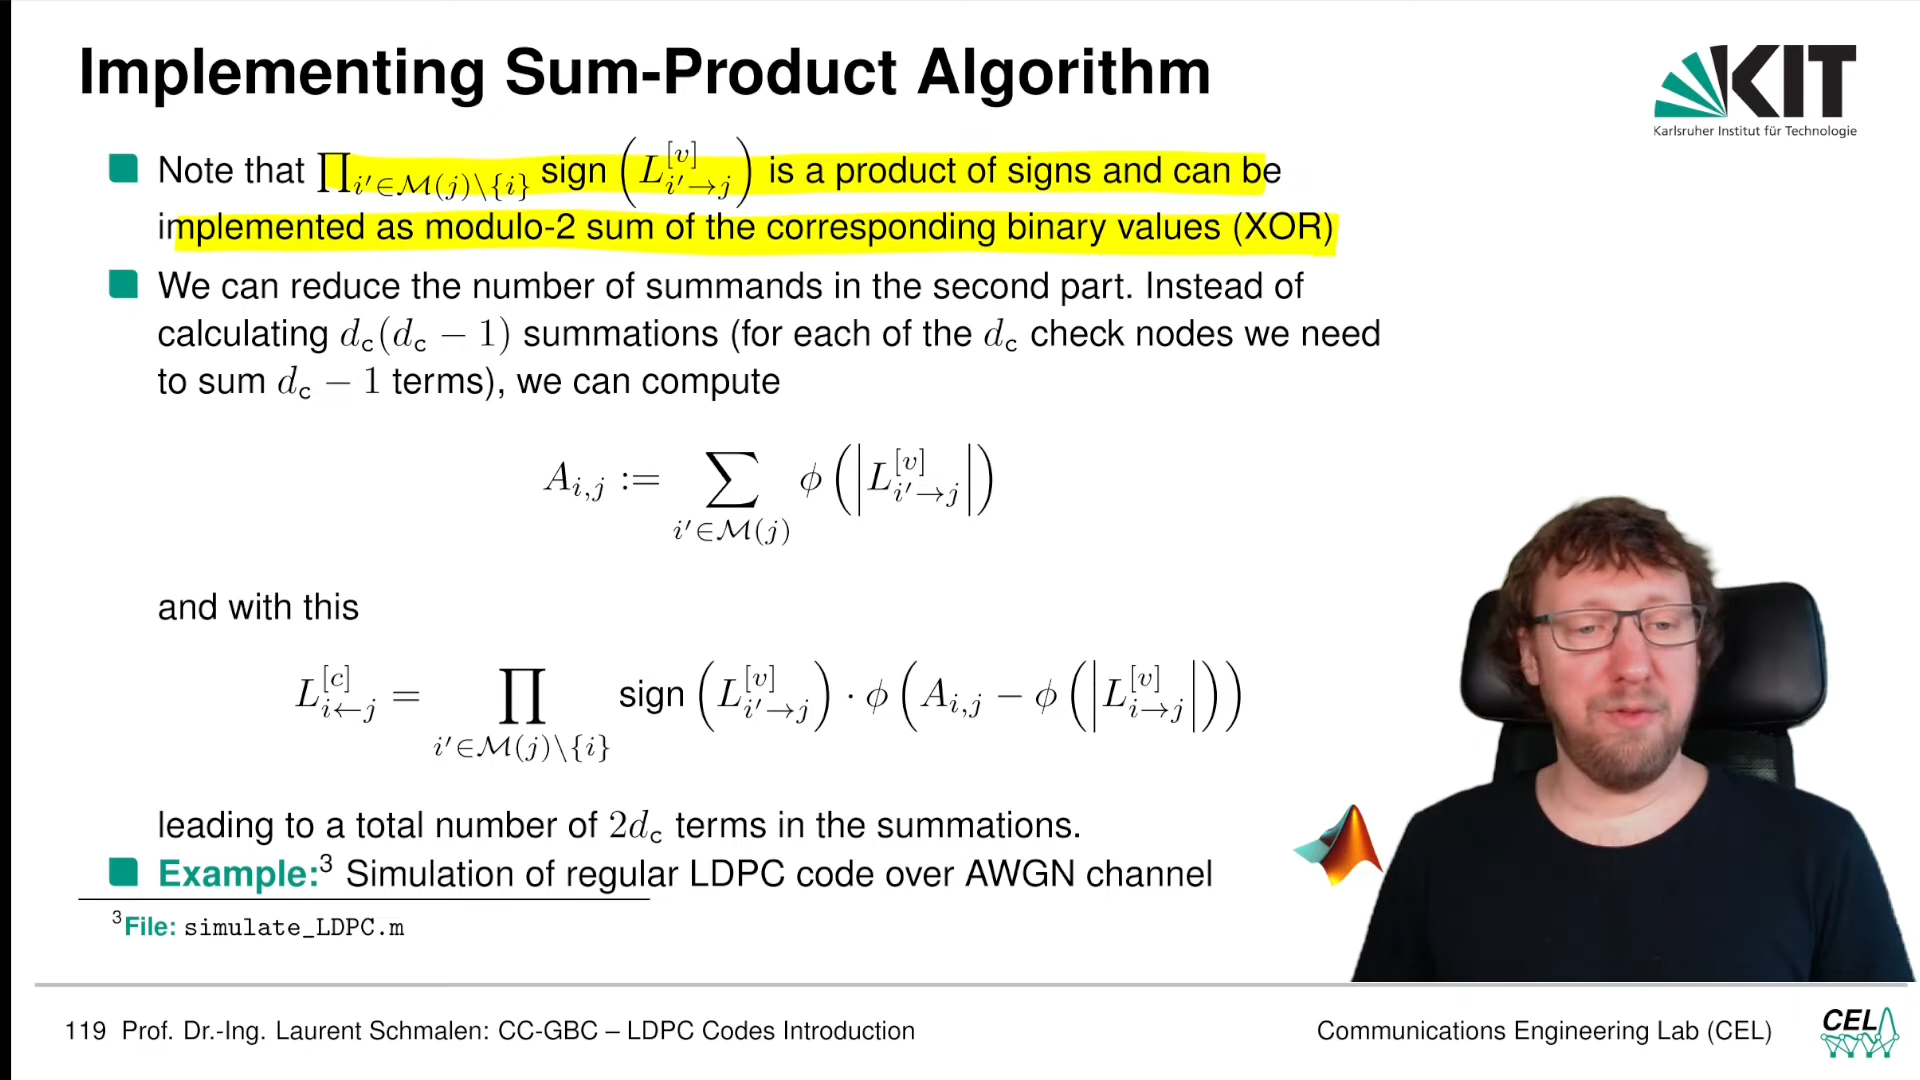 Implementing Sum-Product Algorithm
KIT
Karlsruher Institut für Technologie
Note that ∏_{i′∈ℳ(j)\{i}} sign (L^{[v]}_{i′→j}) is a product of signs and can be
implemented as modulo-2 sum of the corresponding binary values (XOR)
We can reduce the number of summands in the second part. Instead of
calculating d_c(d_c − 1) summations (for each of the d_c check nodes we need
to sum d_c − 1 terms), we can compute
A_{i,j} := ∑_{i′∈ℳ(j)} ϕ (|L^{[v]}_{i′→j}|)
and with this
L^{[c]}_{i←j} = ∏_{i′∈ℳ(j)\{i}} sign (L^{[v]}_{i′→j}) · ϕ (A_{i,j} − ϕ (|L^{[v]}_{i→j}|))
leading to a total number of 2d_c terms in the summations.
Example:³ Simulation of regular LDPC code over AWGN channel
³File: simulate_LDPC.m
119 Prof. Dr.-Ing. Laurent Schmalen: CC-GBC – LDPC Codes Introduction
Communications Engineering Lab (CEL)
CEL